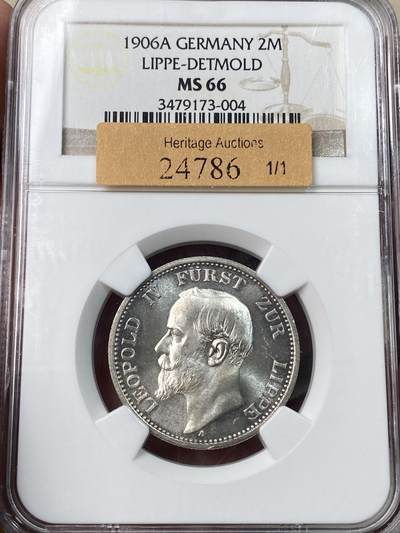 1906A GERMANY 2M
LIPPE-DETMOLD
MS 66
3479173-004
Heritage Auctions
24786 1/1
LEOPOLD IV FÜRST ZUR LIPPE
A